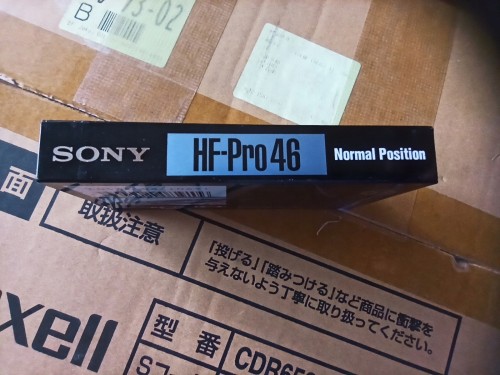 B
13-02
SONY
HF-Pro 46
Normal Position
面
取扱注意
「投げる」「踏みつける」など商品に衝撃を
与えないよう丁寧に取り扱ってください。
xell
型番
CDR65